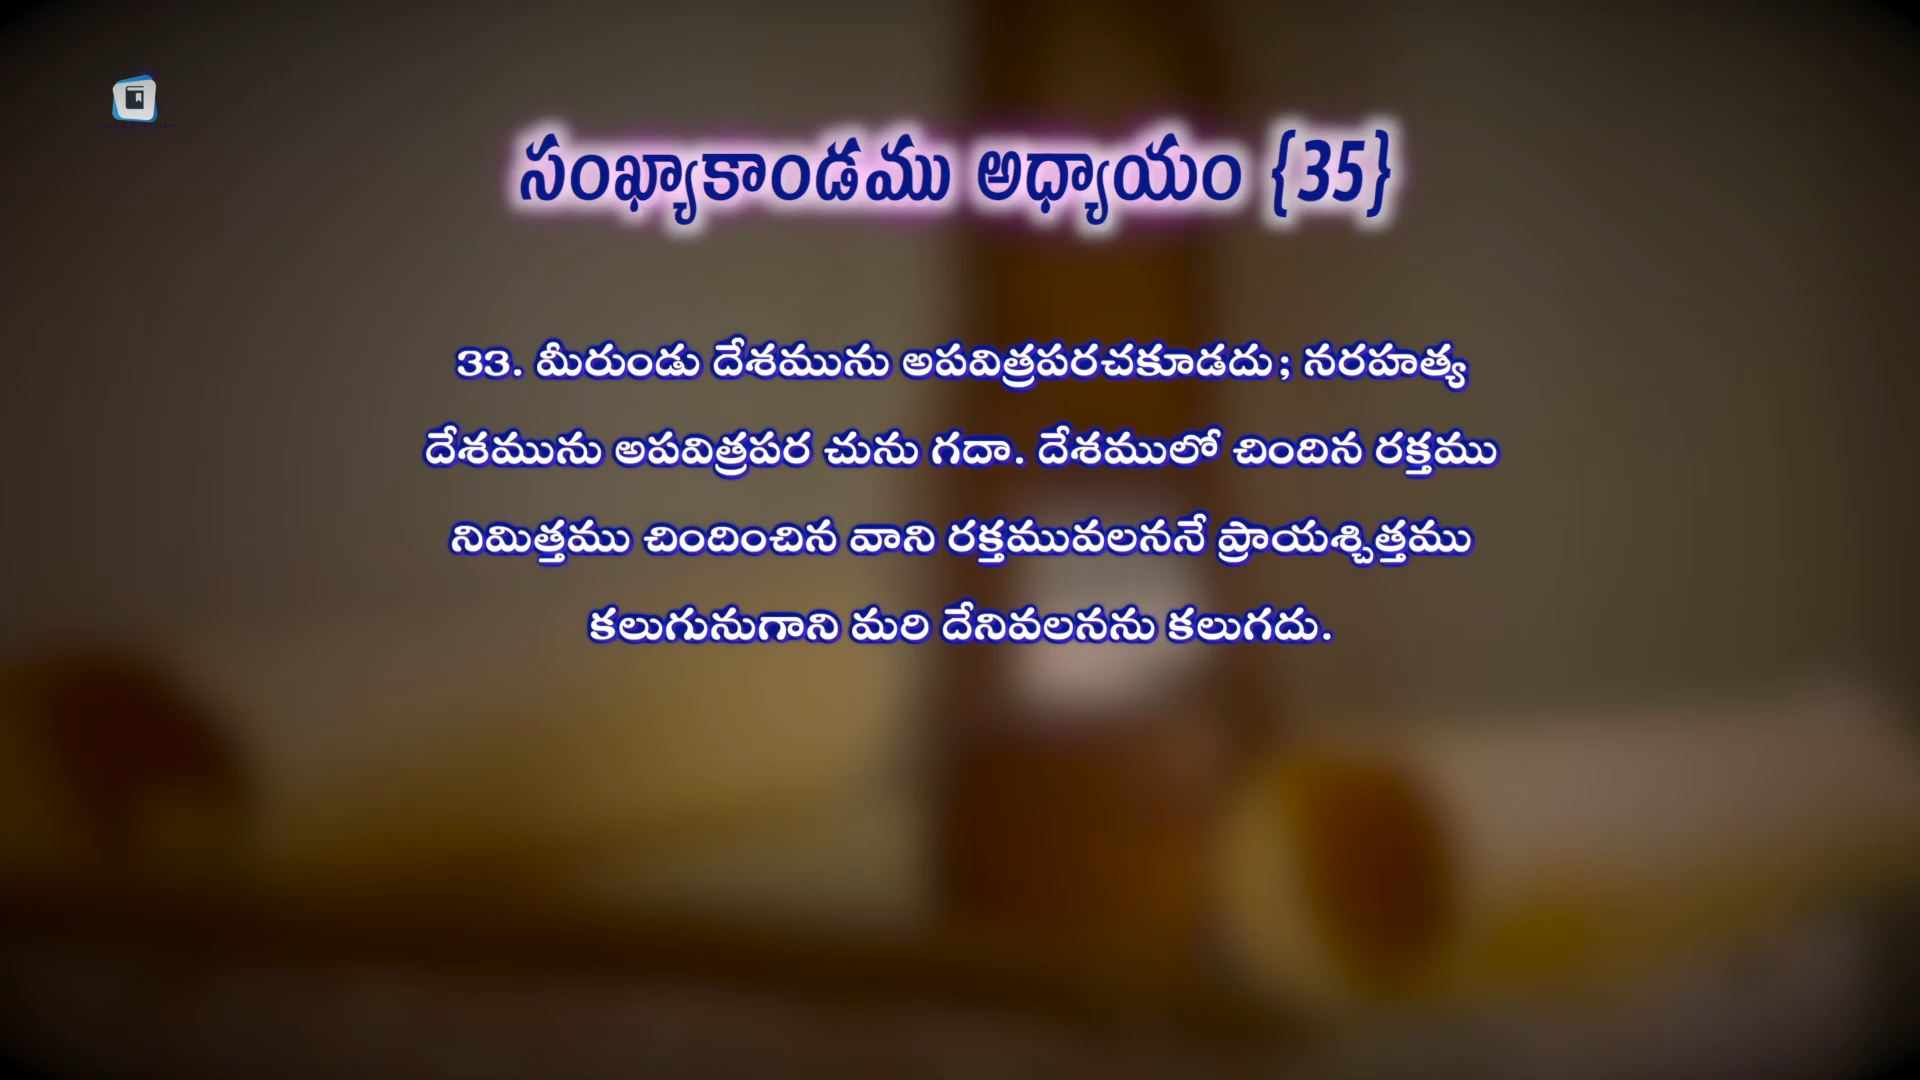 సంఖ్యాకాండము అధ్యాయం {35}
33. మీరుండు దేశమును అపవిత్రపరచకూడదు; నరహత్య
దేశమును అపవిత్రపర చును గదా. దేశములో చిందిన రక్తము
నిమిత్తము చిందించిన వాని రక్తమువలననే ప్రాయశ్చిత్తము
కలుగునుగాని మరి దేనివలనను కలుగదు.